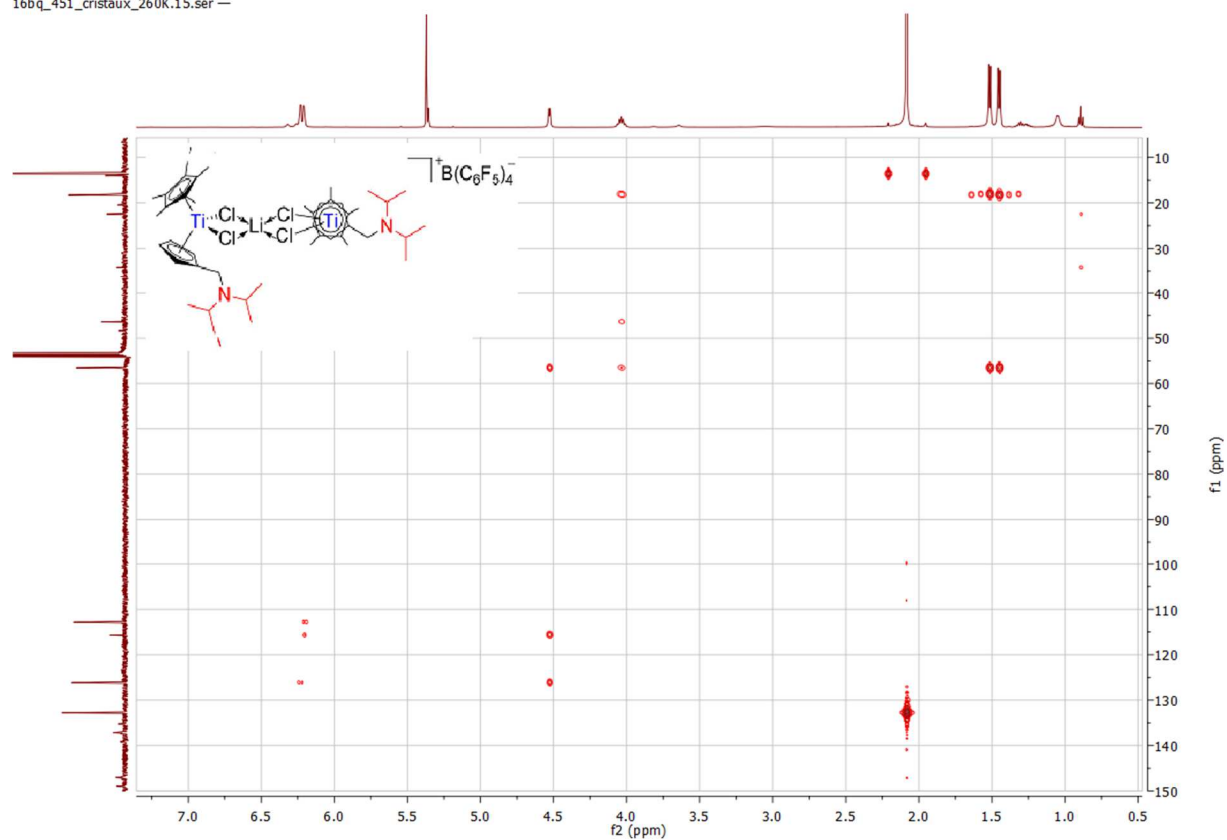 16bq_451_cristaux_260K.15.ser —
+
B(C6F5)4−
Cl Cl
Ti Li Ti N
Cl Cl
N
10
20
30
40
50
60
70
80
90
100
110
120
130
140
150
f1 (ppm)
7.0 6.5 6.0 5.5 5.0 4.5 4.0 3.5 3.0 2.5 2.0 1.5 1.0 0.5
f2 (ppm)